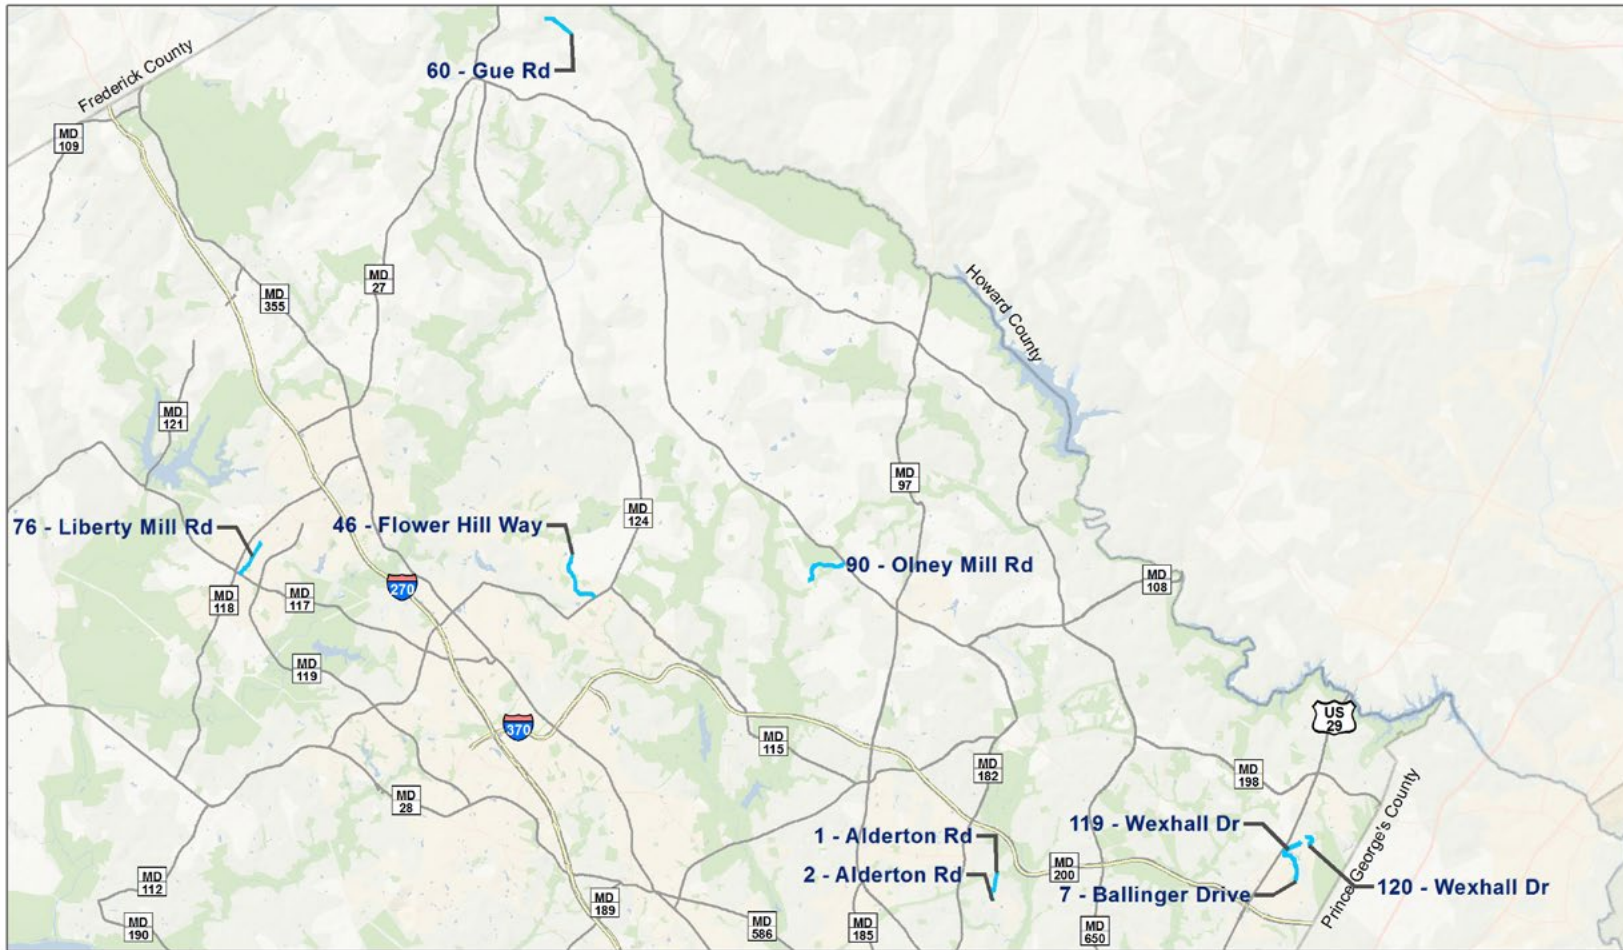 60 - Gue Rd
Frederick County
MD
109
MD
27
MD
355
Howard County
MD
121
MD
97
76 - Liberty Mill Rd
46 - Flower Hill Way
MD
124
90 - Olney Mill Rd
MD
108
270
MD
118
MD
117
MD
119
370
US
29
MD
115
MD
182
MD
198
MD
28
Prince George's County
119 - Wexhall Dr
1 - Alderton Rd
2 - Alderton Rd
MD
200
7 - Ballinger Drive
120 - Wexhall Dr
MD
112
MD
189
MD
190
MD
586
MD
185
MD
650